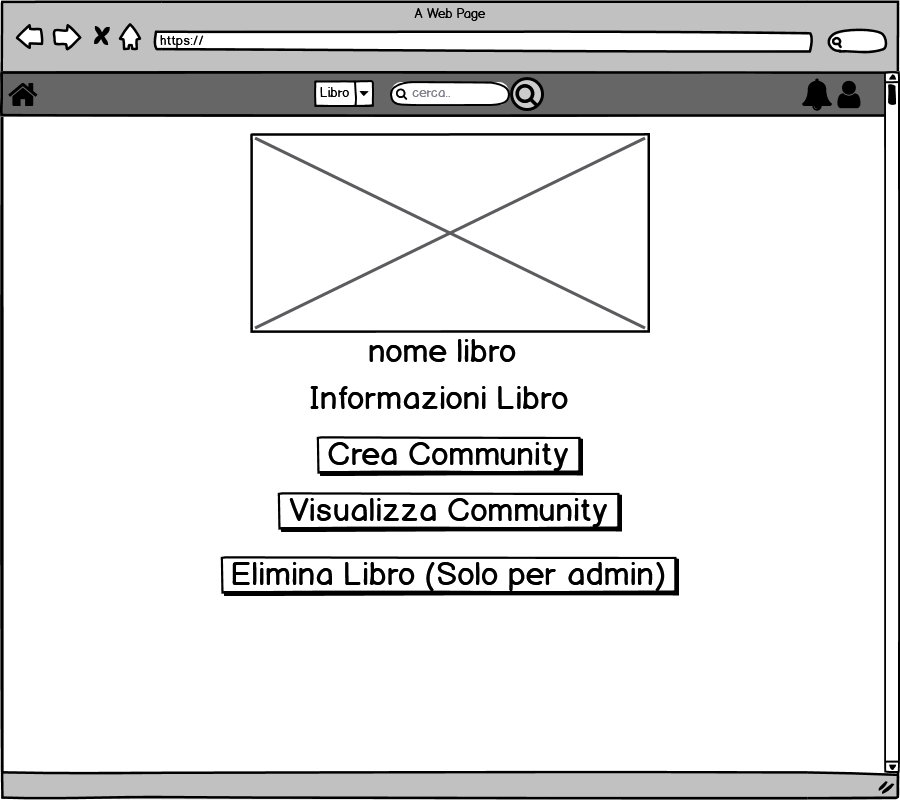 A Web Page
https://
Libro
cerca..
nome libro
Informazioni Libro
Crea Community
Visualizza Community
Elimina Libro (Solo per admin)